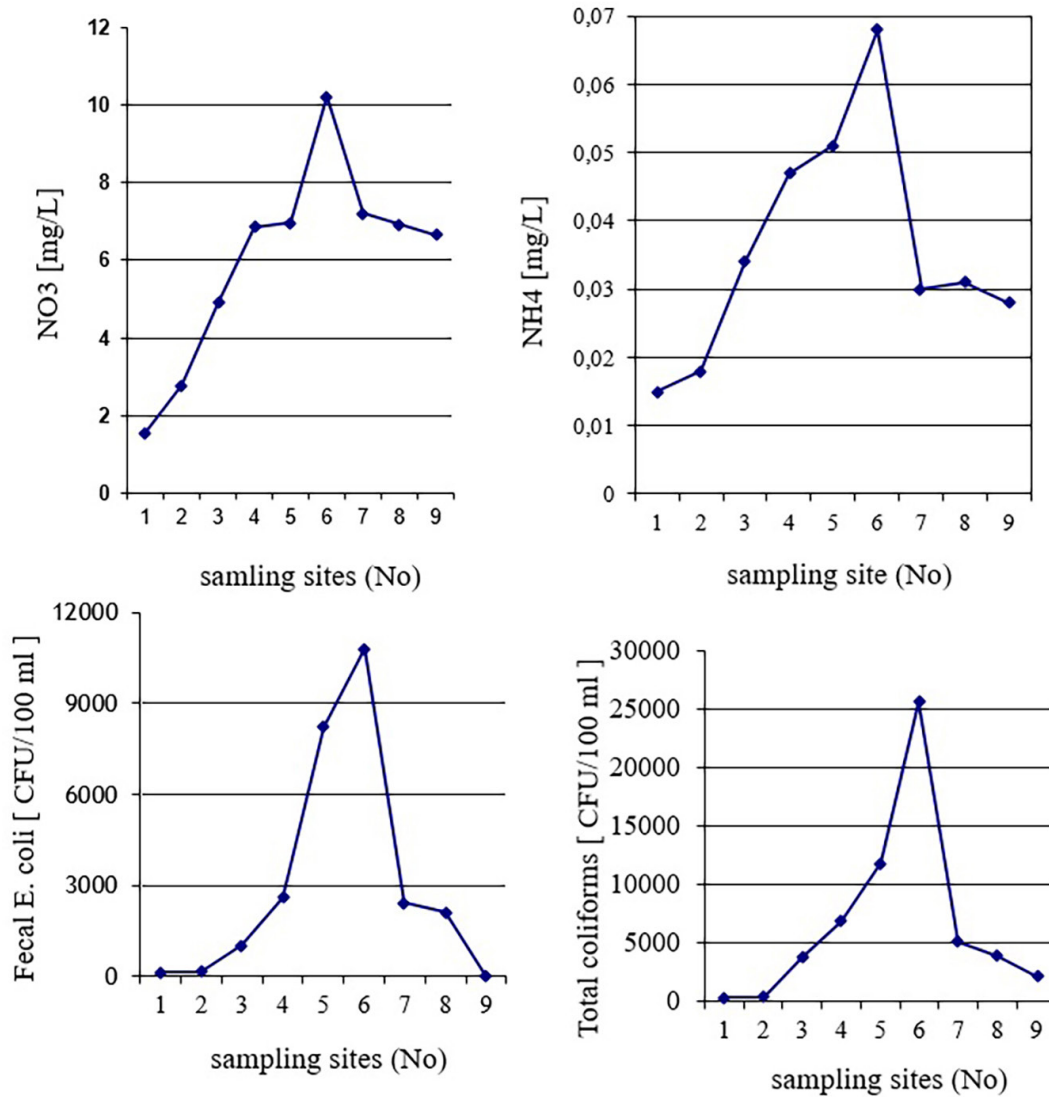 NO3 [mg/L]
12
10
8
6
4
2
0
1 2 3 4 5 6 7 8 9
samling sites (No)
NH4 [mg/L]
0,07
0,06
0,05
0,04
0,03
0,02
0,01
0
1 2 3 4 5 6 7 8 9
sampling site (No)
Fecal E. coli [ CFU/100 ml ]
12000
9000
6000
3000
0
1 2 3 4 5 6 7 8 9
sampling sites (No)
Total coliforms [ CFU/100 ml ]
30000
25000
20000
15000
10000
5000
0
1 2 3 4 5 6 7 8 9
sampling sites (No)